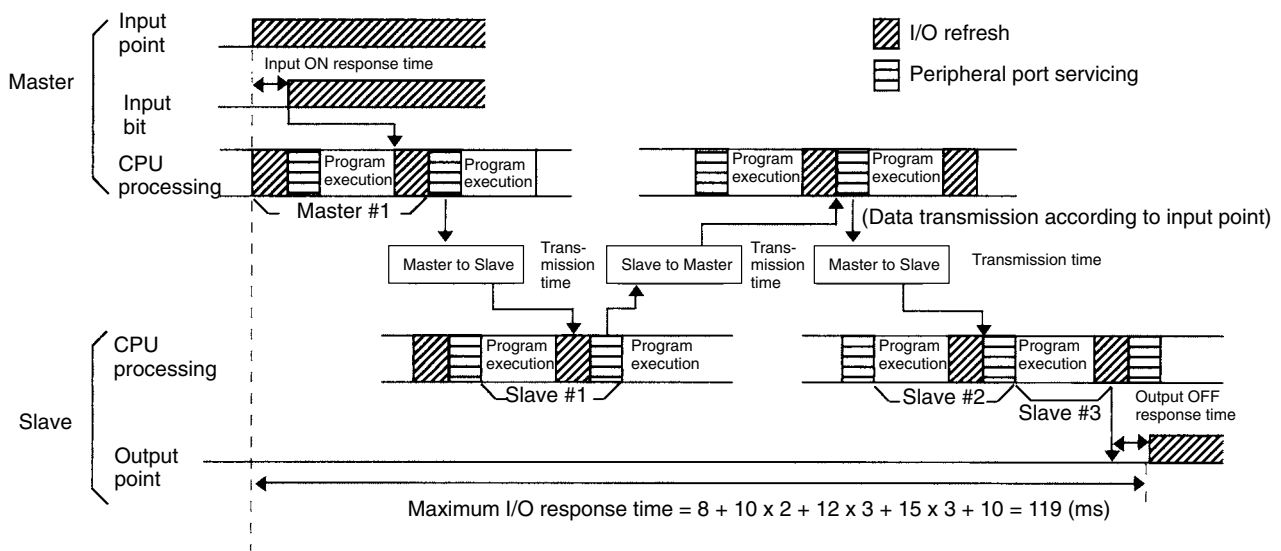 Input
point
I/O refresh
Input ON response time
Peripheral port servicing
Master
Input
bit
CPU
processing
Program
execution
Program
execution
Program
execution
Program
execution
Master #1
(Data transmission according to input point)
Master to Slave
Trans-
mission
time
Slave to Master
Trans-
mission
time
Master to Slave
Transmission time
CPU
processing
Program
execution
Program
execution
Program
execution
Program
execution
Slave #1
Slave #2
Slave #3
Output OFF
response time
Slave
Output
point
Maximum I/O response time = 8 + 10 x 2 + 12 x 3 + 15 x 3 + 10 = 119 (ms)